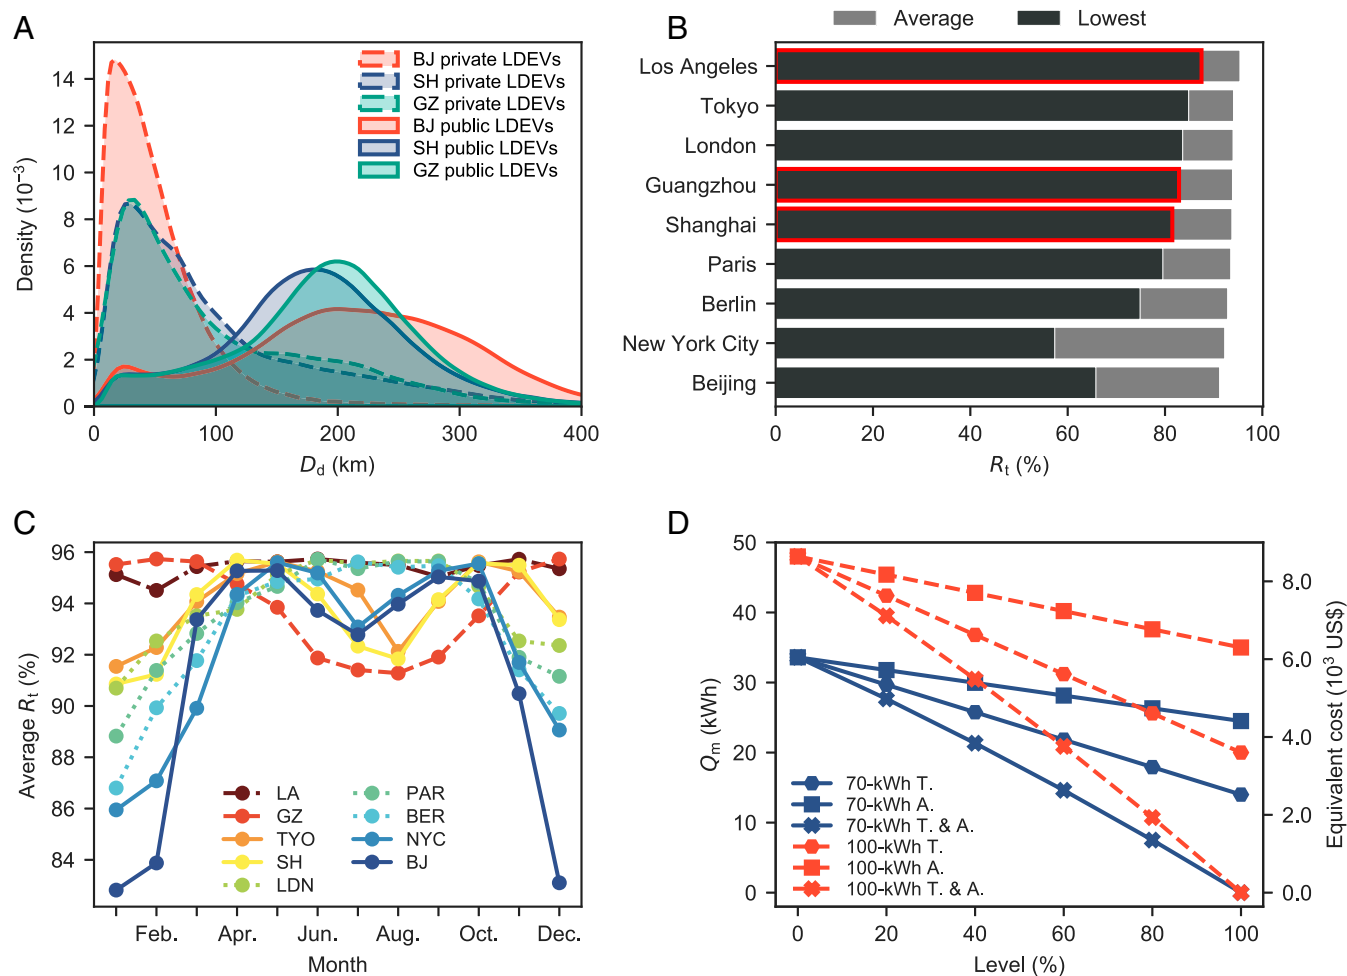 A
14
12
10
8
6
4
2
0
Density (10⁻³)
0 100 200 300 400
D_d (km)
BJ private LDEVs
SH private LDEVs
GZ private LDEVs
BJ public LDEVs
SH public LDEVs
GZ public LDEVs
B
Average Lowest
Los Angeles
Tokyo
London
Guangzhou
Shanghai
Paris
Berlin
New York City
Beijing
0 20 40 60 80 100
R_t (%)
C
96
94
92
90
88
86
84
Average R_t (%)
LA
GZ
TYO
SH
LDN
PAR
BER
NYC
BJ
Feb. Apr. Jun. Aug. Oct. Dec.
Month
D
50
40
30
20
10
0
Q_m (kWh)
70-kWh T.
70-kWh A.
70-kWh T. & A.
100-kWh T.
100-kWh A.
100-kWh T. & A.
8.0
6.0
4.0
2.0
0.0
Equivalent cost (10³ US$)
0 20 40 60 80 100
Level (%)